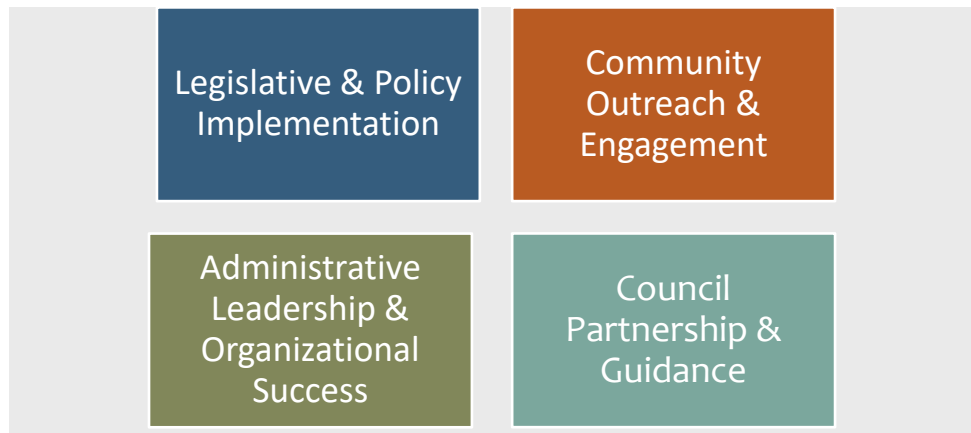 Legislative & Policy
Implementation
Community
Outreach &
Engagement
Administrative
Leadership &
Organizational
Success
Council
Partnership &
Guidance